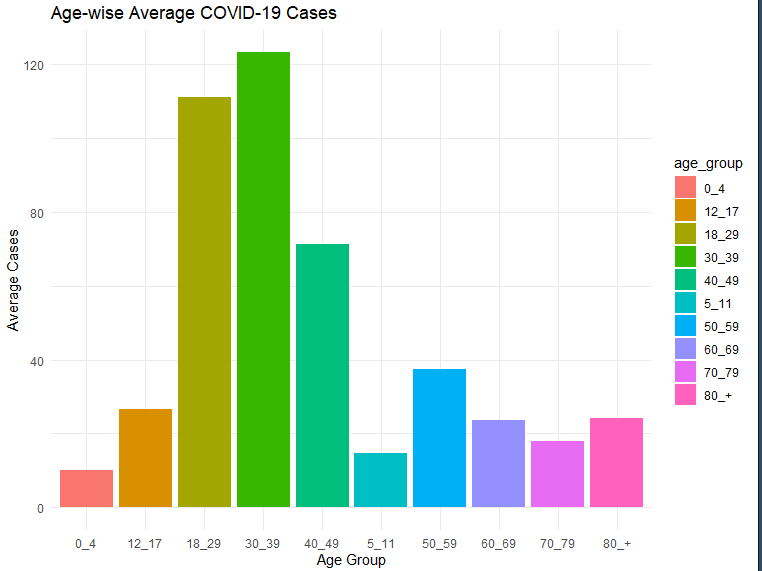 Age-wise Average COVID-19 Cases
120
80
40
0
Average Cases
0_4 12_17 18_29 30_39 40_49 5_11 50_59 60_69 70_79 80_+
Age Group
age_group
0_4
12_17
18_29
30_39
40_49
5_11
50_59
60_69
70_79
80_+